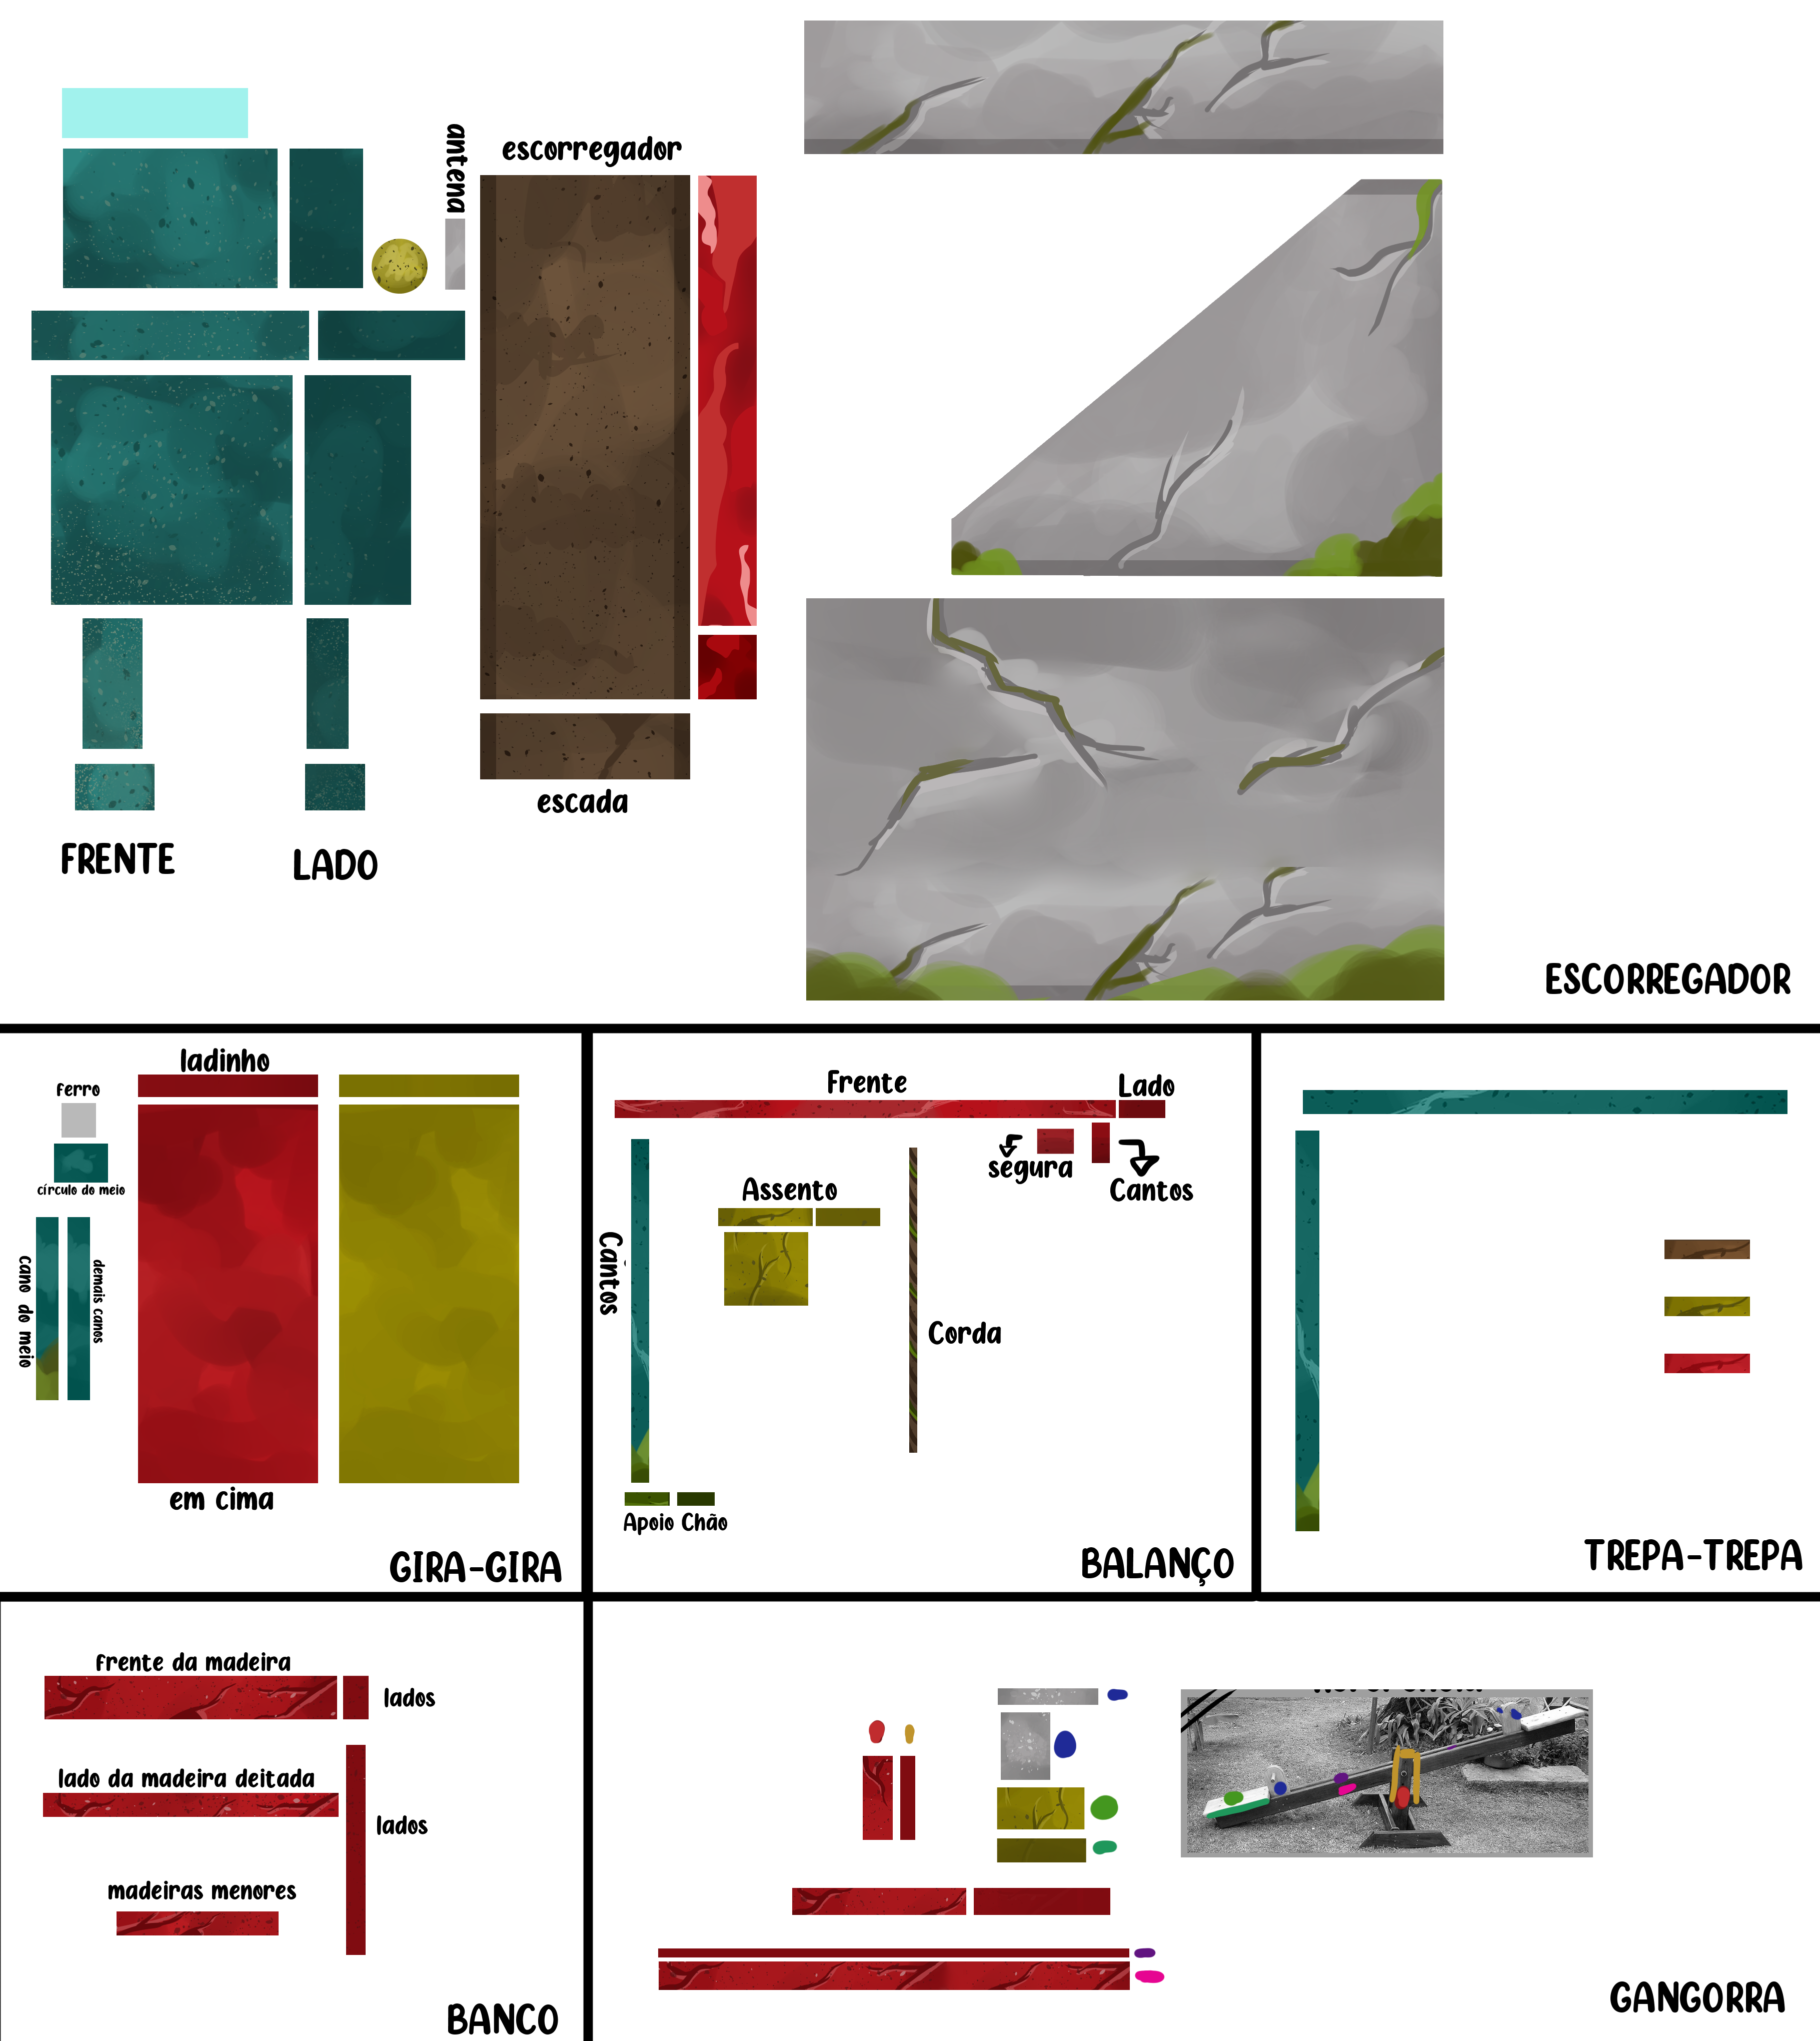 antena
escorregador
escada
FRENTE
LADO
ESCORREGADOR
ladinho
ferro
círculo do meio
cano do meio
demais canos
em cima
GIRA-GIRA
Frente
Lado
segura
Cantos
Assento
Cantos
Corda
Apoio Chão
BALANÇO
TREPA-TREPA
frente da madeira
lados
lado da madeira deitada
lados
madeiras menores
BANCO
GANGORRA